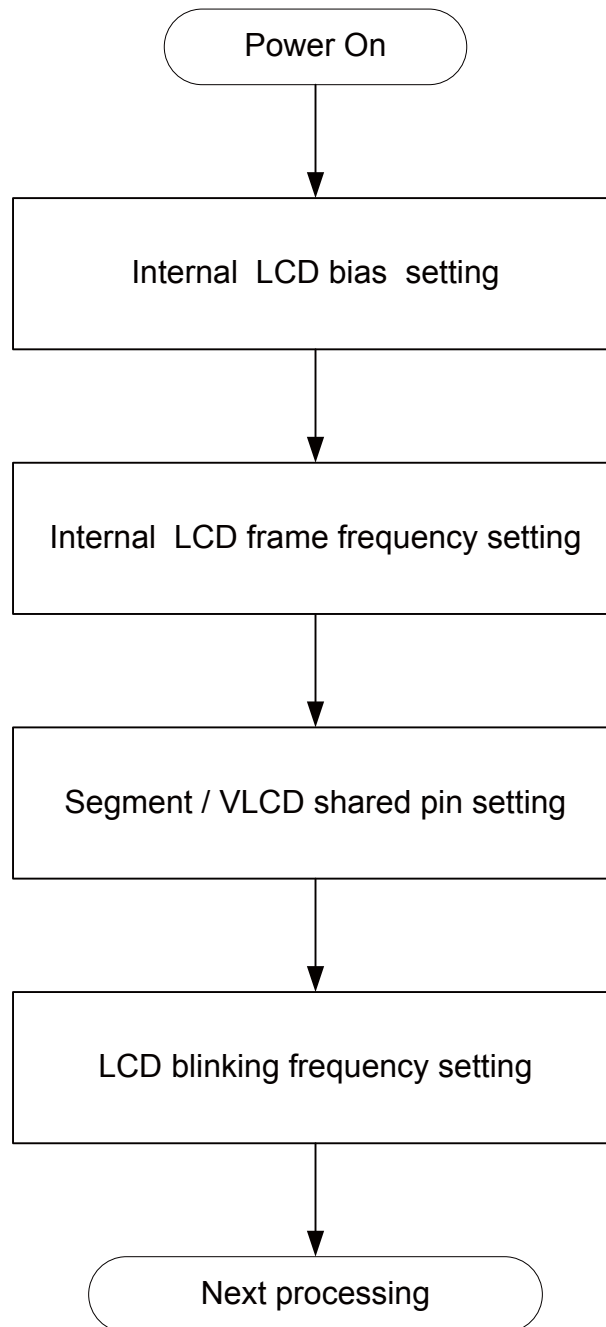 Power On
Internal LCD bias setting
Internal LCD frame frequency setting
Segment / VLCD shared pin setting
LCD blinking frequency setting
Next processing